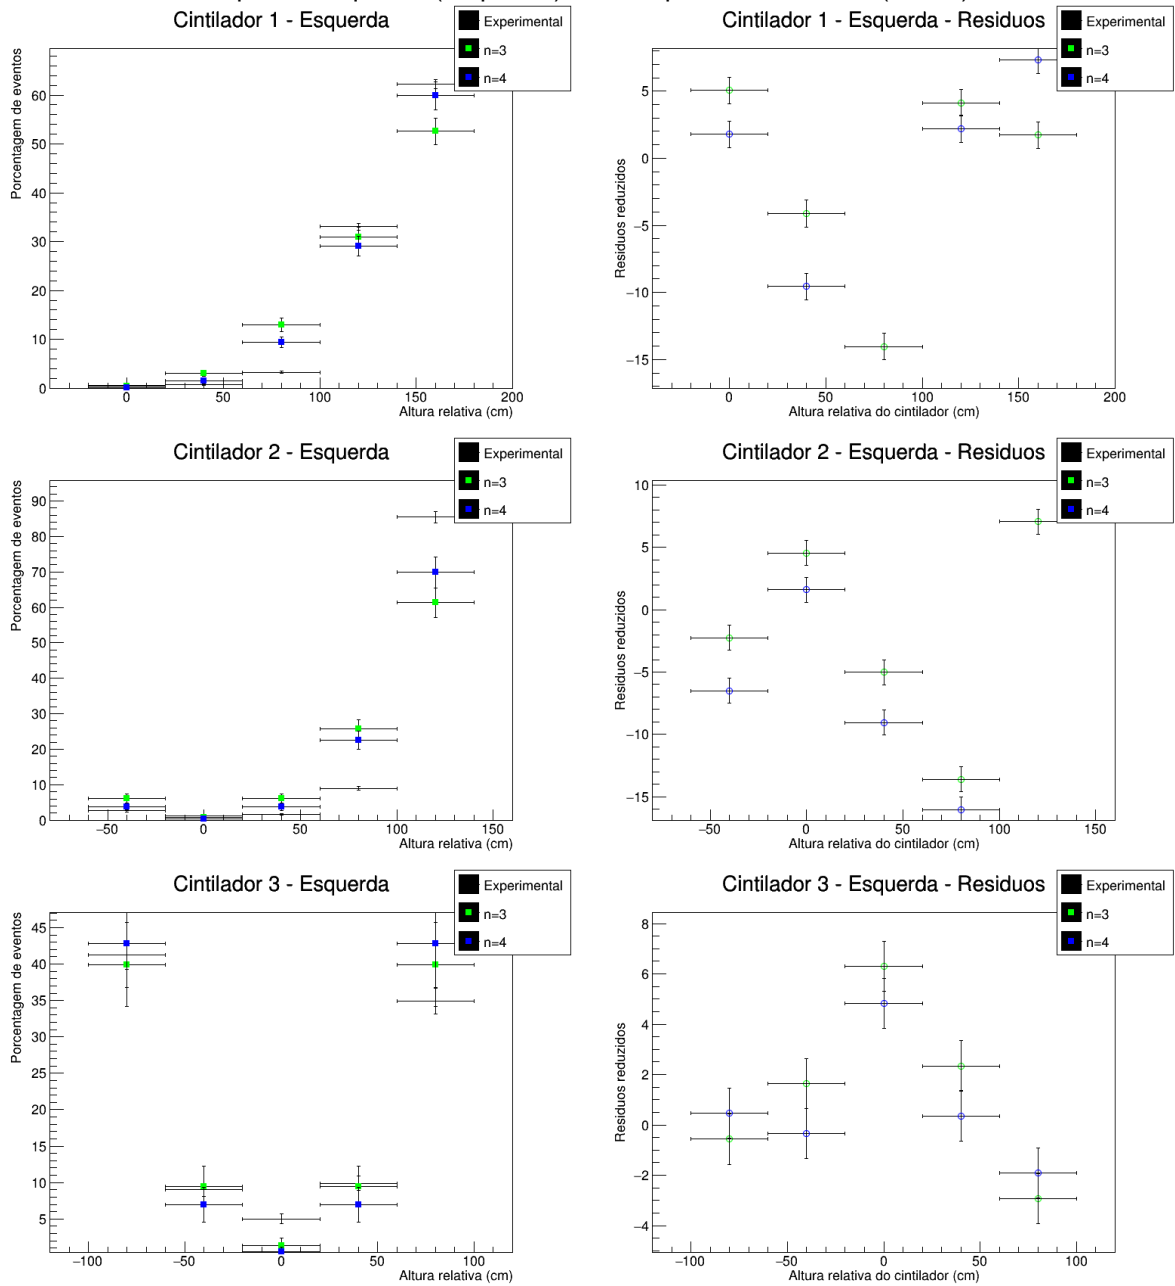 Cintilador 1 - Esquerda
Experimental
n=3
n=4
Porcentagem de eventos
60
50
40
30
20
10
0
0 50 100 150 200
Altura relativa (cm)
Cintilador 1 - Esquerda - Residuos
Experimental
n=3
n=4
Residuos reduzidos
5
0
−5
−10
−15
0 50 100 150 200
Altura relativa do cintilador (cm)
Cintilador 2 - Esquerda
Experimental
n=3
n=4
Porcentagem de eventos
90
80
70
60
50
40
30
20
10
0
−50 0 50 100 150
Altura relativa (cm)
Cintilador 2 - Esquerda - Residuos
Experimental
n=3
n=4
Residuos reduzidos
10
5
0
−5
−10
−15
−50 0 50 100 150
Altura relativa do cintilador (cm)
Cintilador 3 - Esquerda
Experimental
n=3
n=4
Porcentagem de eventos
45
40
35
30
25
20
15
10
5
−100 −50 0 50 100
Altura relativa (cm)
Cintilador 3 - Esquerda - Residuos
Experimental
n=3
n=4
Residuos reduzidos
8
6
4
2
0
−2
−4
−100 −50 0 50 100
Altura relativa do cintilador (cm)